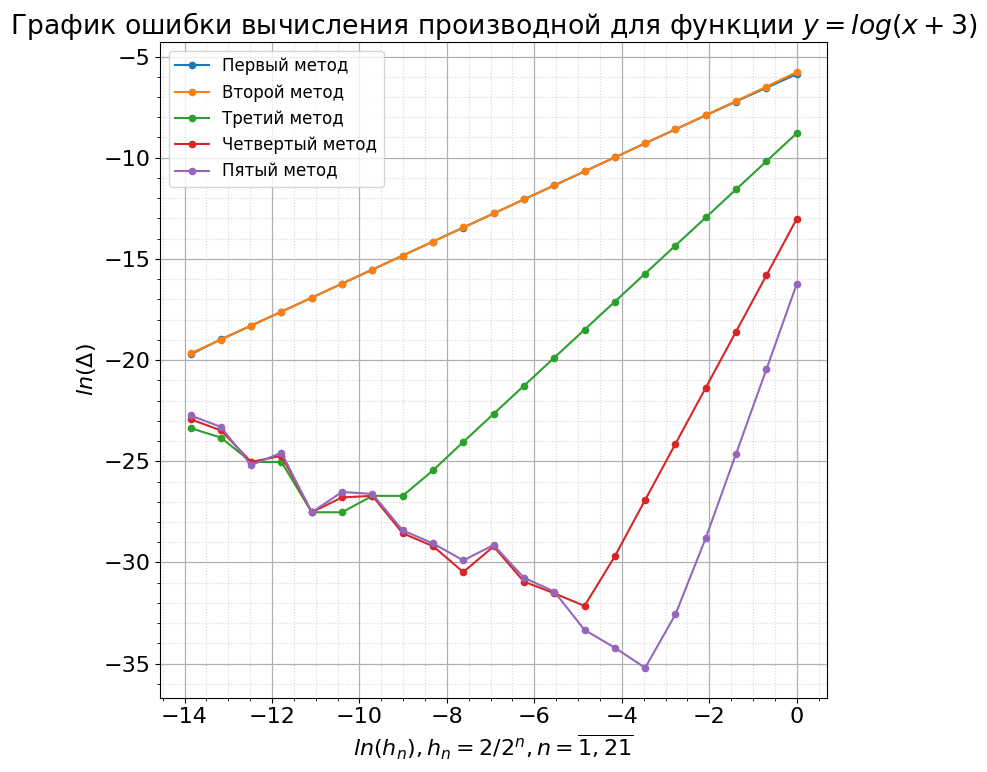 График ошибки вычисления производной для функции y = log(x + 3)
−5
−10
−15
−20
−25
−30
−35
ln(Δ)
Первый метод
Второй метод
Третий метод
Четвертый метод
Пятый метод
−14 −12 −10 −8 −6 −4 −2 0
ln(hₙ), hₙ = 2/2ⁿ, n = 1, 21